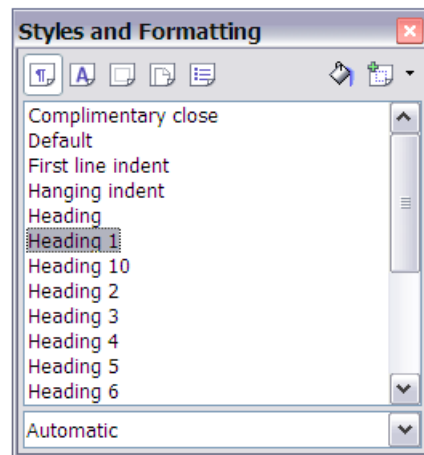 Styles and Formatting
Complimentary close
Default
First line indent
Hanging indent
Heading
Heading 1
Heading 10
Heading 2
Heading 3
Heading 4
Heading 5
Heading 6
Automatic